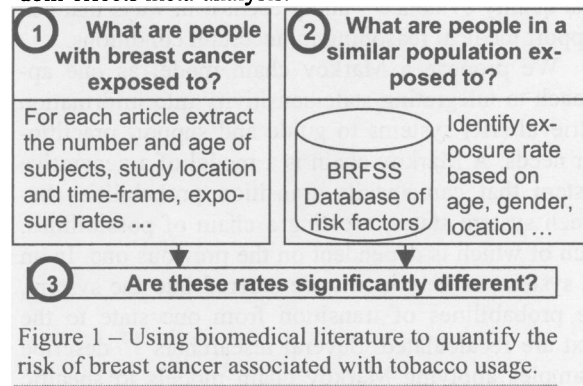 1 What are people
with breast cancer
exposed to?
For each article extract
the number and age of
subjects, study location
and time-frame, expo-
sure rates ...
2 What are people in a
similar population ex-
posed to?
BRFSS
Database of
risk factors
Identify ex-
posure rate
based on
age, gender,
location...
3 Are these rates significantly different?
Figure 1 – Using biomedical literature to quantify the
risk of breast cancer associated with tobacco usage.